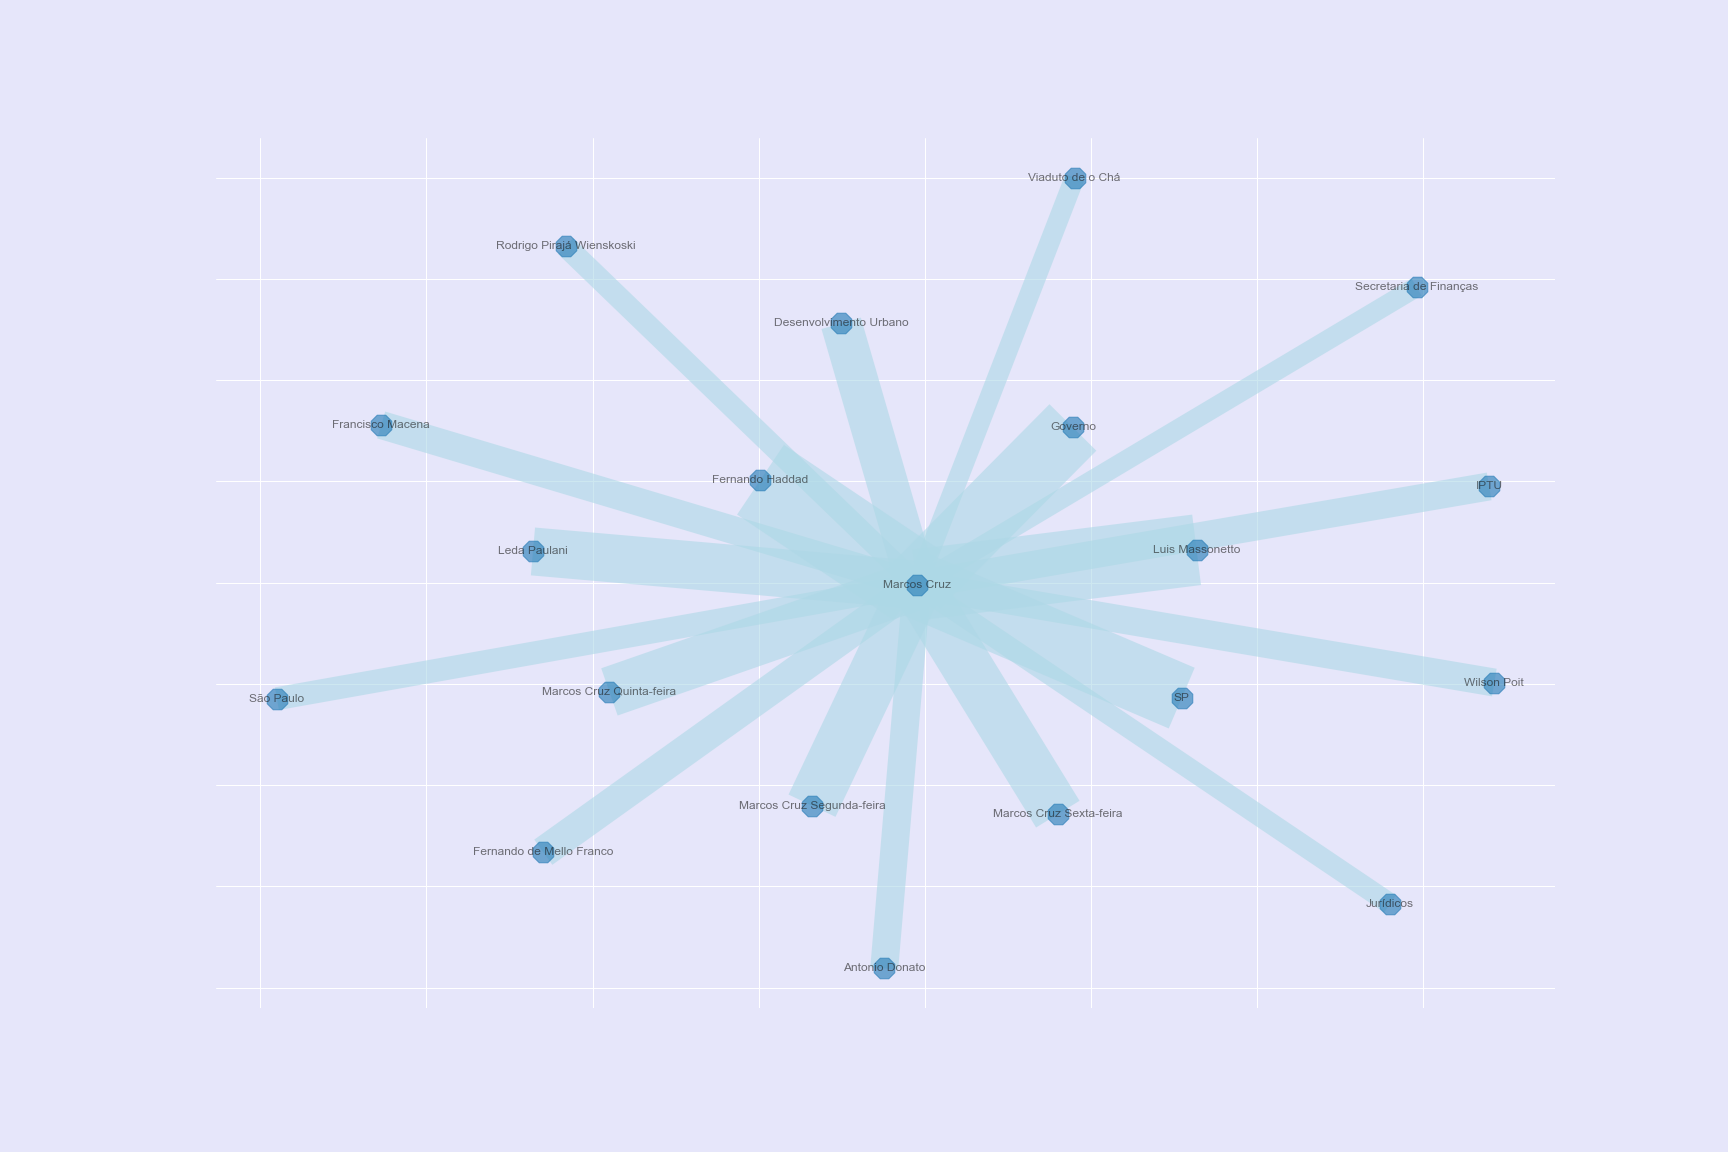 Viaduto de o Chá
Rodrigo Pirajá Wienskoski
Secretaria de Finanças
Desenvolvimento Urbano
Francisco Macena
Governo
Fernando Haddad
IPTU
Leda Paulani
Luis Massonetto
Marcos Cruz
Wilson Poit
Marcos Cruz Quinta-feira
São Paulo
SP
Marcos Cruz Segunda-feira
Marcos Cruz Sexta-feira
Fernando de Mello Franco
Jurídicos
Antonio Donato